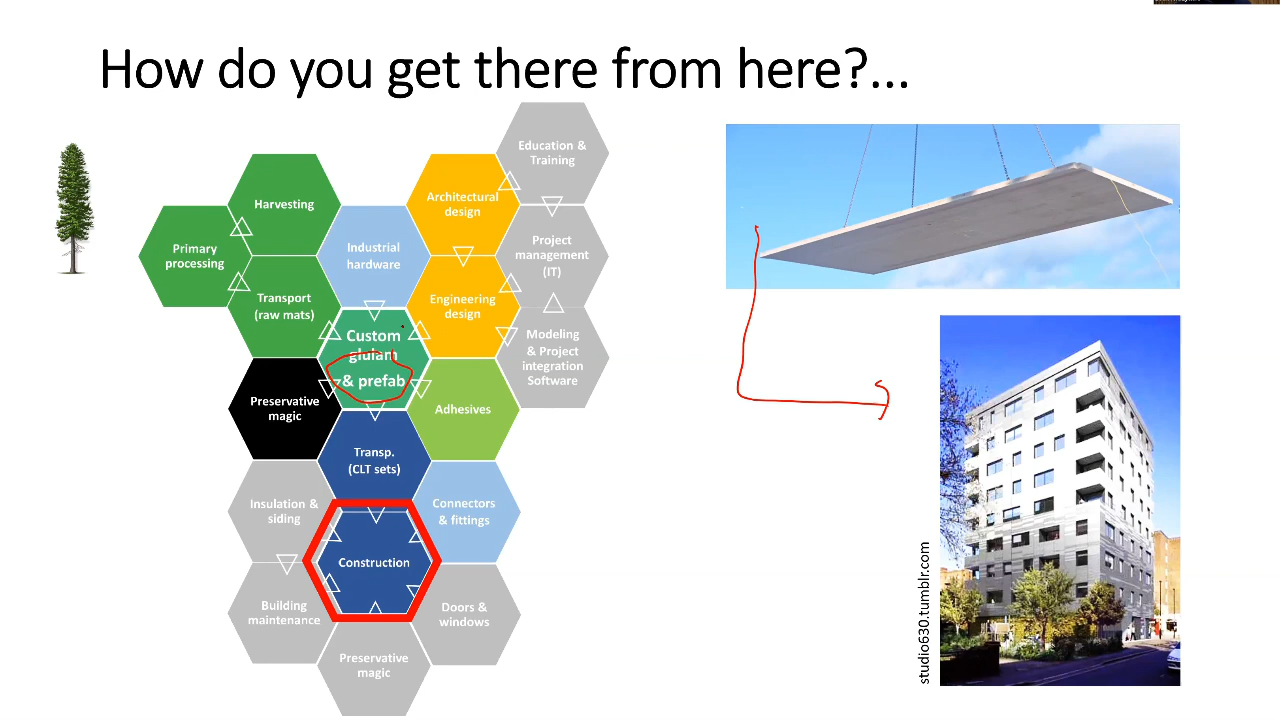 How do you get there from here?...
Education &
Training
Harvesting
Architectural
design
Primary
processing
Industrial
hardware
Project
management
(IT)
Transport
(raw mats)
Engineering
design
Custom
glulam
& prefab
Modeling
& Project
integration
Software
Preservative
magic
Adhesives
Transp.
(CLT sets)
Insulation &
siding
Connectors
& fittings
Construction
Building
maintenance
Doors &
windows
Preservative
magic
studio630.tumblr.com